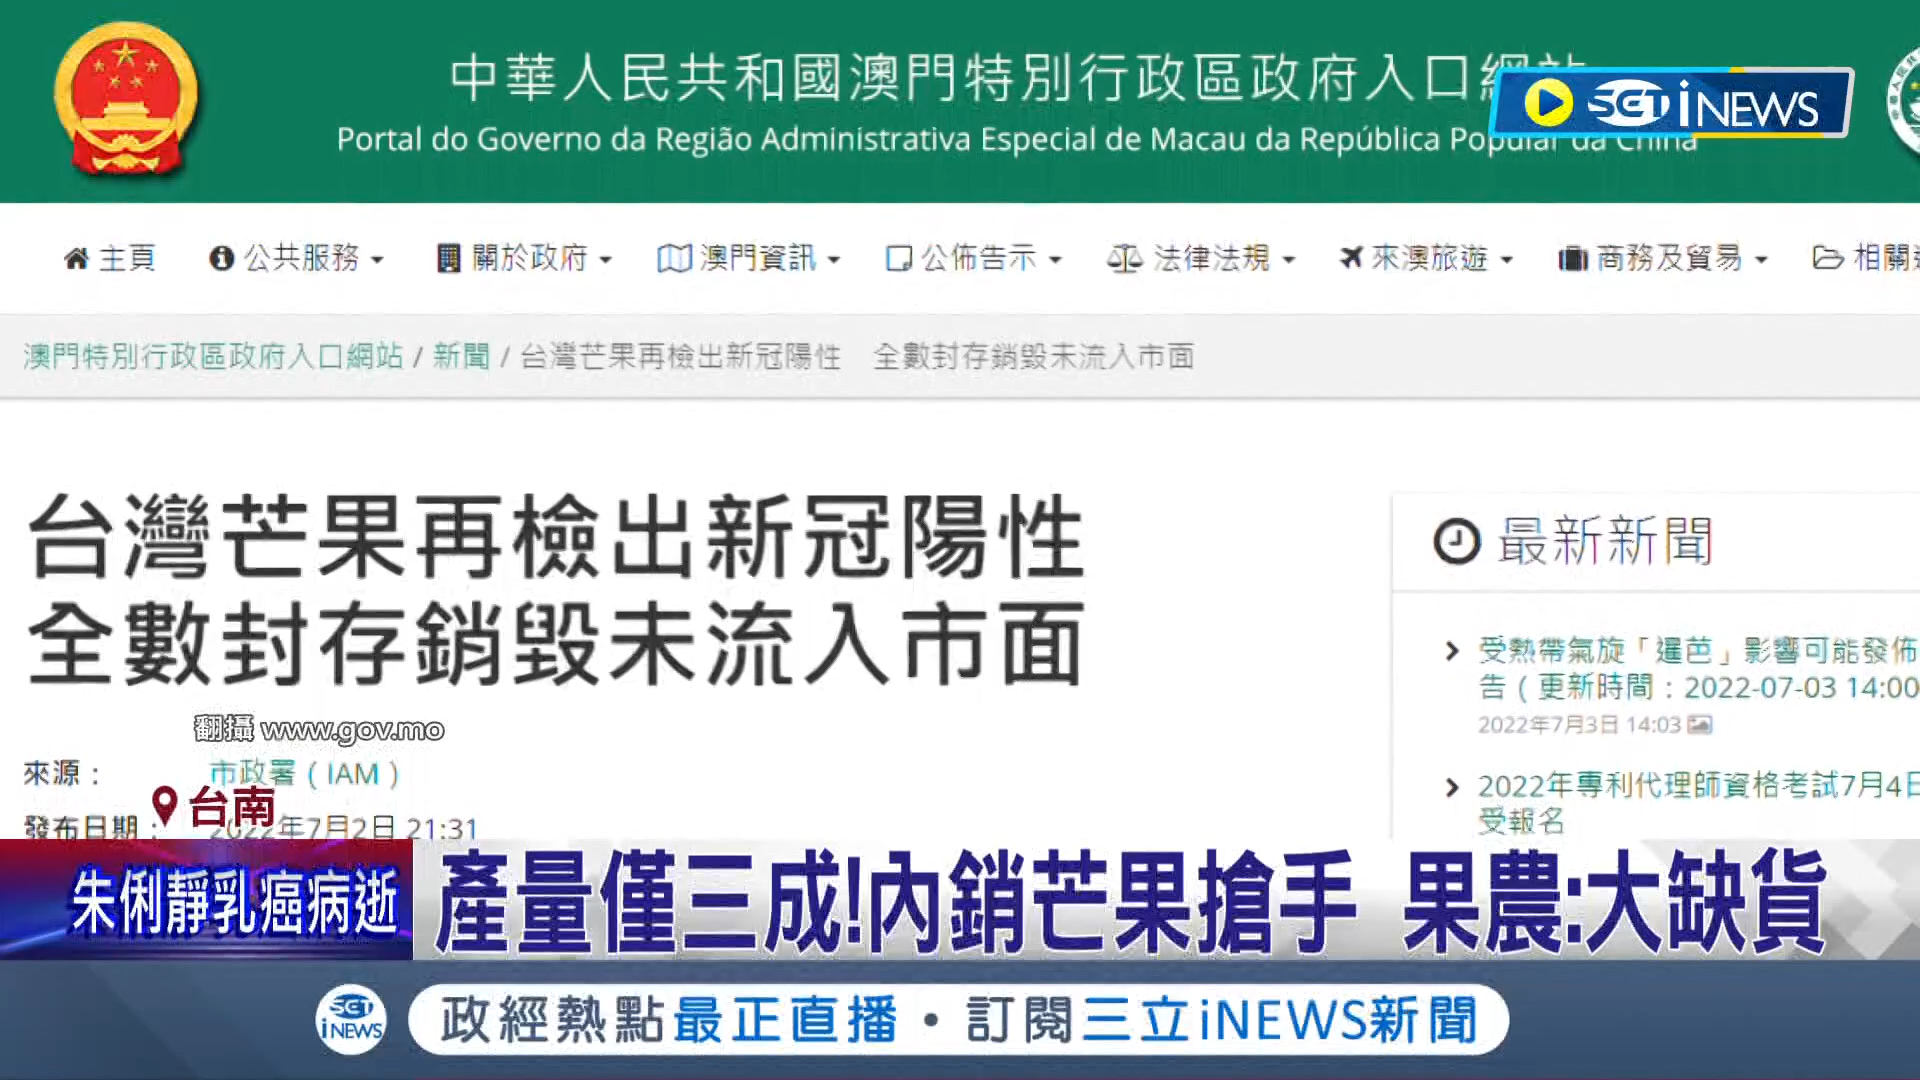 中華人民共和國澳門特別行政區政府入口網站
Portal do Governo da Região Administrativa Especial de Macau da República Popular da China
SET iNEWS
主頁 公共服務 關於政府 澳門資訊 公佈告示 法律法規 來澳旅遊 商務及貿易 相關
澳門特別行政區政府入口網站 / 新聞 / 台灣芒果再檢出新冠陽性 全數封存銷毀未流入市面
台灣芒果再檢出新冠陽性
全數封存銷毀未流入市面
翻攝 www.gov.mo
來源： 市政署（IAM）
發布日期： 2022年7月2日 21:31
台南
最新新聞
受熱帶氣旋「暹芭」影響可能發佈
告（更新時間：2022-07-03 14:00
2022年7月3日 14:03
2022年專利代理師資格考試7月4日
受報名
朱俐靜乳癌病逝
產量僅三成!內銷芒果搶手 果農:大缺貨
SET iNEWS
政經熱點最正直播・訂閱三立iNEWS新聞